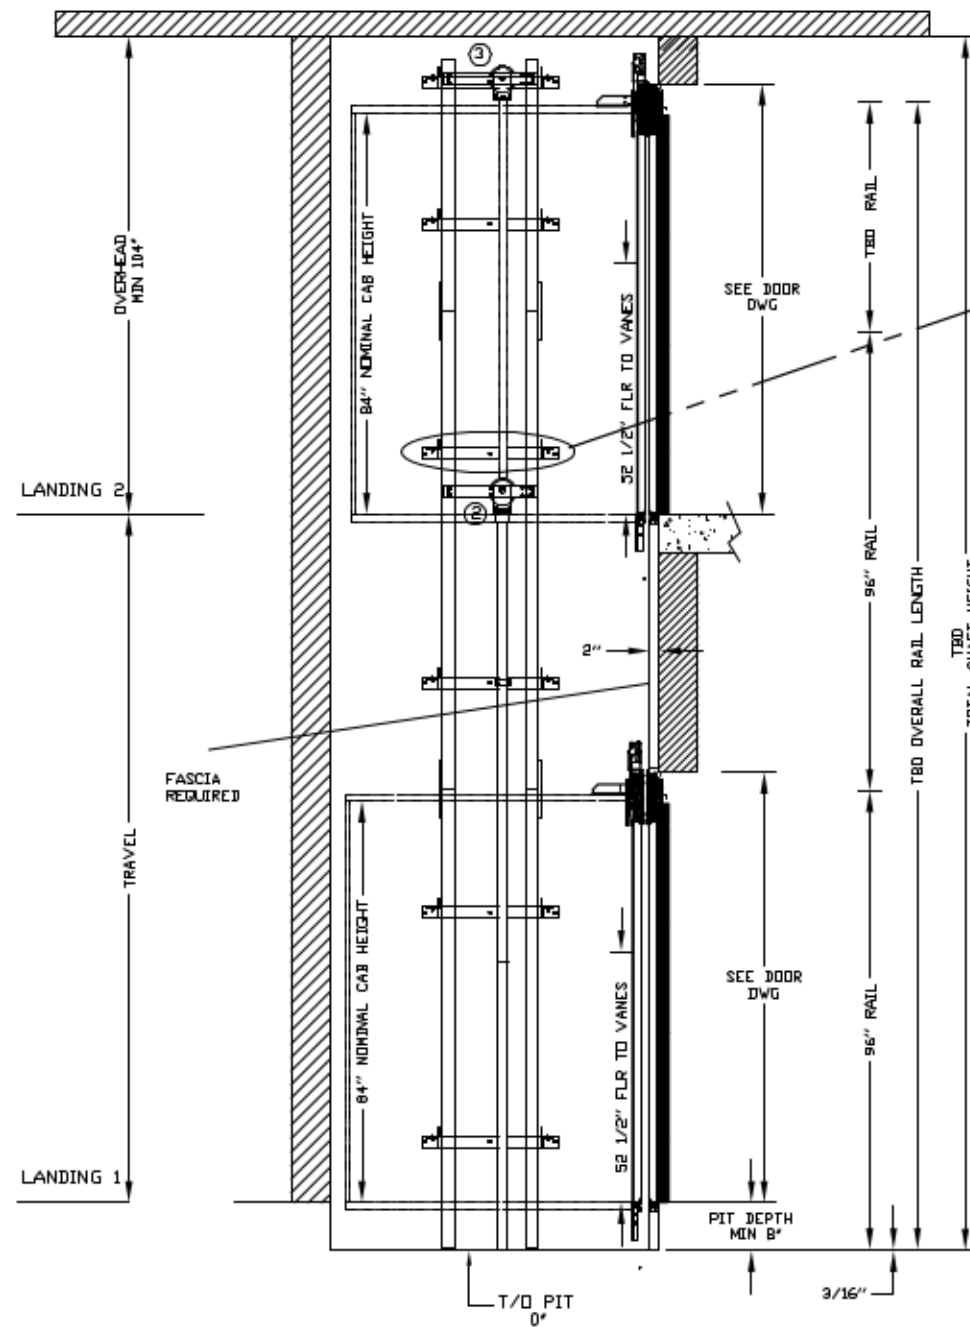 3
OVERHEAD
MIN 104"
84" NOMINAL CAB HEIGHT
52 1/2" FLR TO VANES
SEE DOOR
DWG
TBD RAIL
LANDING 2
2
96" RAIL
TBD OVERALL RAIL LENGTH
TBD
2"
FASCIA
REQUIRED
TRAVEL
84" NOMINAL CAB HEIGHT
52 1/2" FLR TO VANES
SEE DOOR
DWG
96" RAIL
LANDING 1
PIT DEPTH
MIN 8"
3/16"
T/O PIT
0"